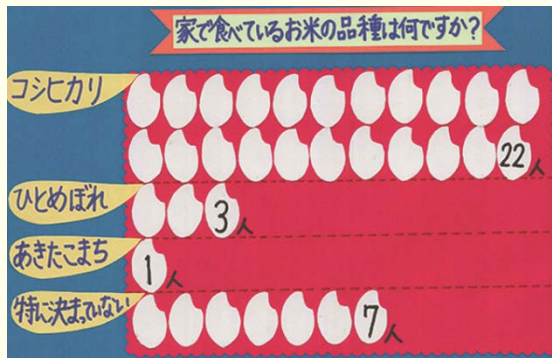 家で食べているお米の品種は何ですか?
コシヒカリ
22人
ひとめぼれ
3人
あきたこまち
1人
特に決まっていない
7人